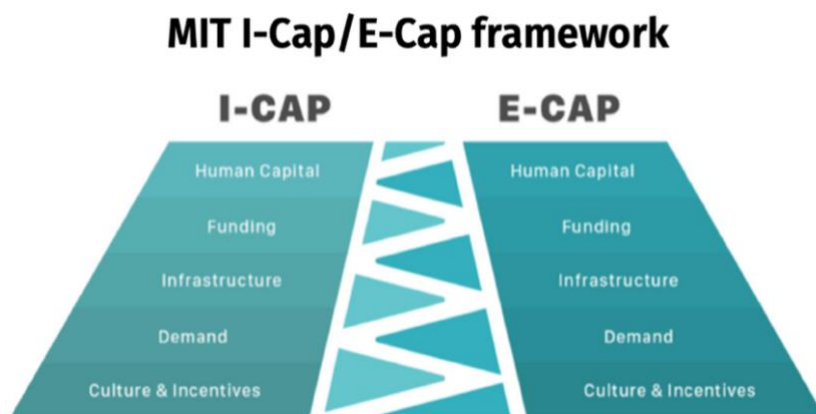 MIT I-Cap/E-Cap framework
I-CAP
E-CAP
Human Capital
Funding
Infrastructure
Demand
Culture & Incentives
Human Capital
Funding
Infrastructure
Demand
Culture & Incentives